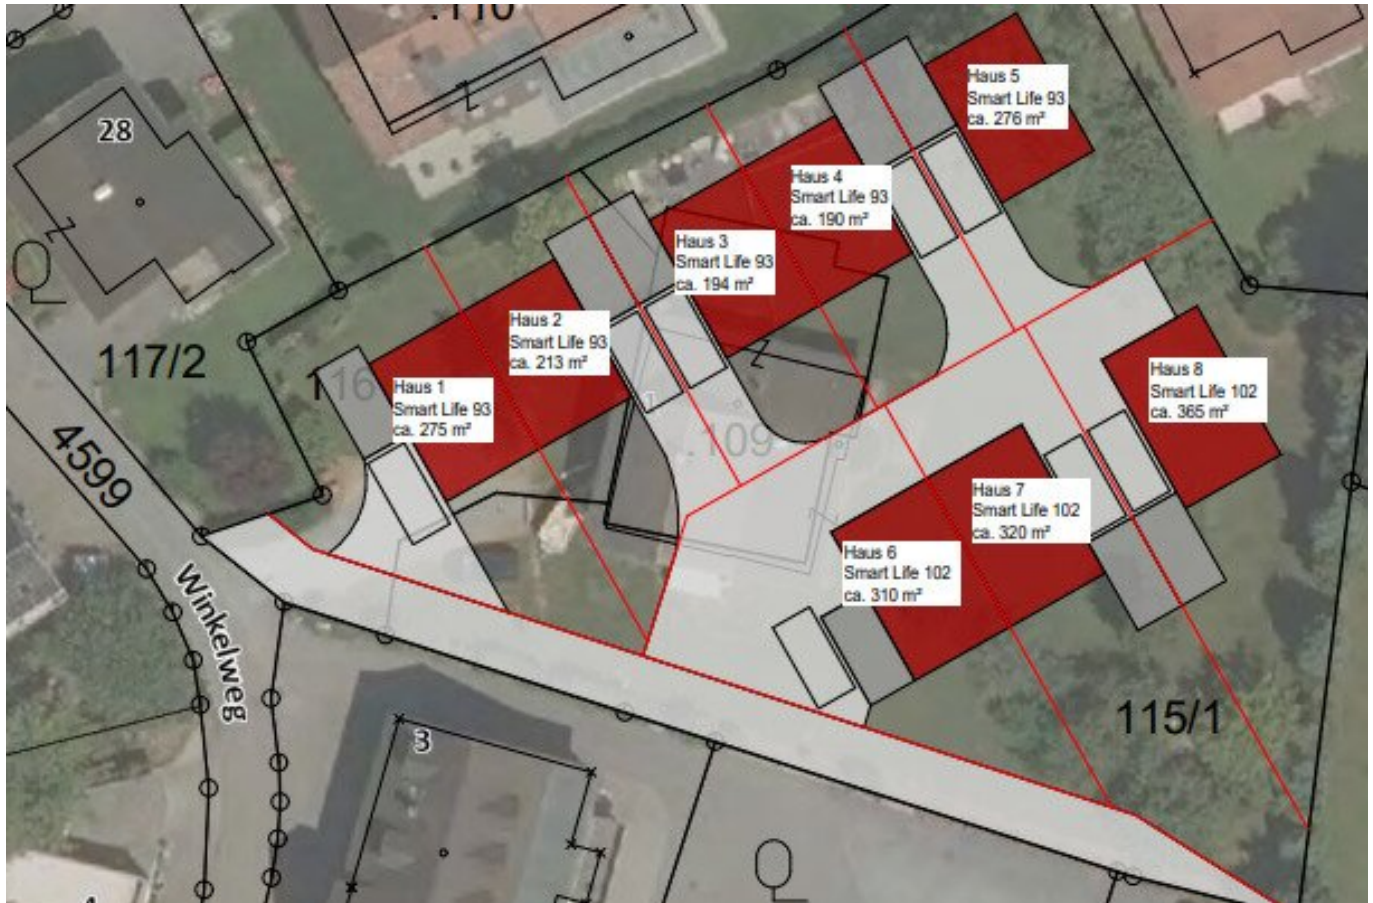 .110
28
Haus 5
Smart Life 93
ca. 276 m²
Haus 4
Smart Life 93
ca. 190 m²
Haus 3
Smart Life 93
ca. 194 m²
Haus 2
Smart Life 93
ca. 213 m²
117/2
116
Haus 1
Smart Life 93
ca. 275 m²
Haus 8
Smart Life 102
ca. 365 m²
.109
4599
Haus 7
Smart Life 102
ca. 320 m²
Haus 6
Smart Life 102
ca. 310 m²
Winkelweg
115/1
3